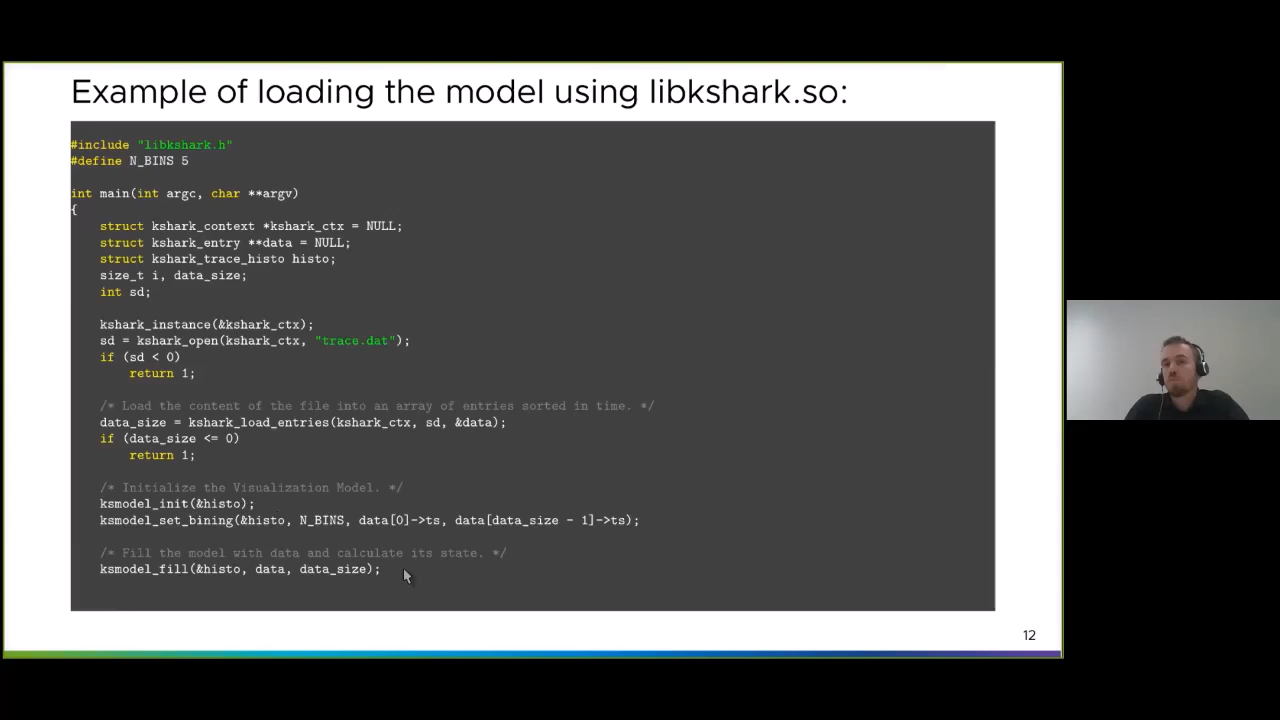 Example of loading the model using libkshark.so:
#include "libkshark.h"
#define N_BINS 5
int main(int argc, char **argv)
{
struct kshark_context *kshark_ctx = NULL;
struct kshark_entry **data = NULL;
struct kshark_trace_histo histo;
size_t i, data_size;
int sd;
kshark_instance(&kshark_ctx);
sd = kshark_open(kshark_ctx, "trace.dat");
if (sd < 0)
return 1;
/* Load the content of the file into an array of entries sorted in time. */
data_size = kshark_load_entries(kshark_ctx, sd, &data);
if (data_size <= 0)
return 1;
/* Initialize the Visualization Model. */
ksmodel_init(&histo);
ksmodel_set_bining(&histo, N_BINS, data[0]->ts, data[data_size - 1]->ts);
/* Fill the model with data and calculate its state. */
ksmodel_fill(&histo, data, data_size);
12